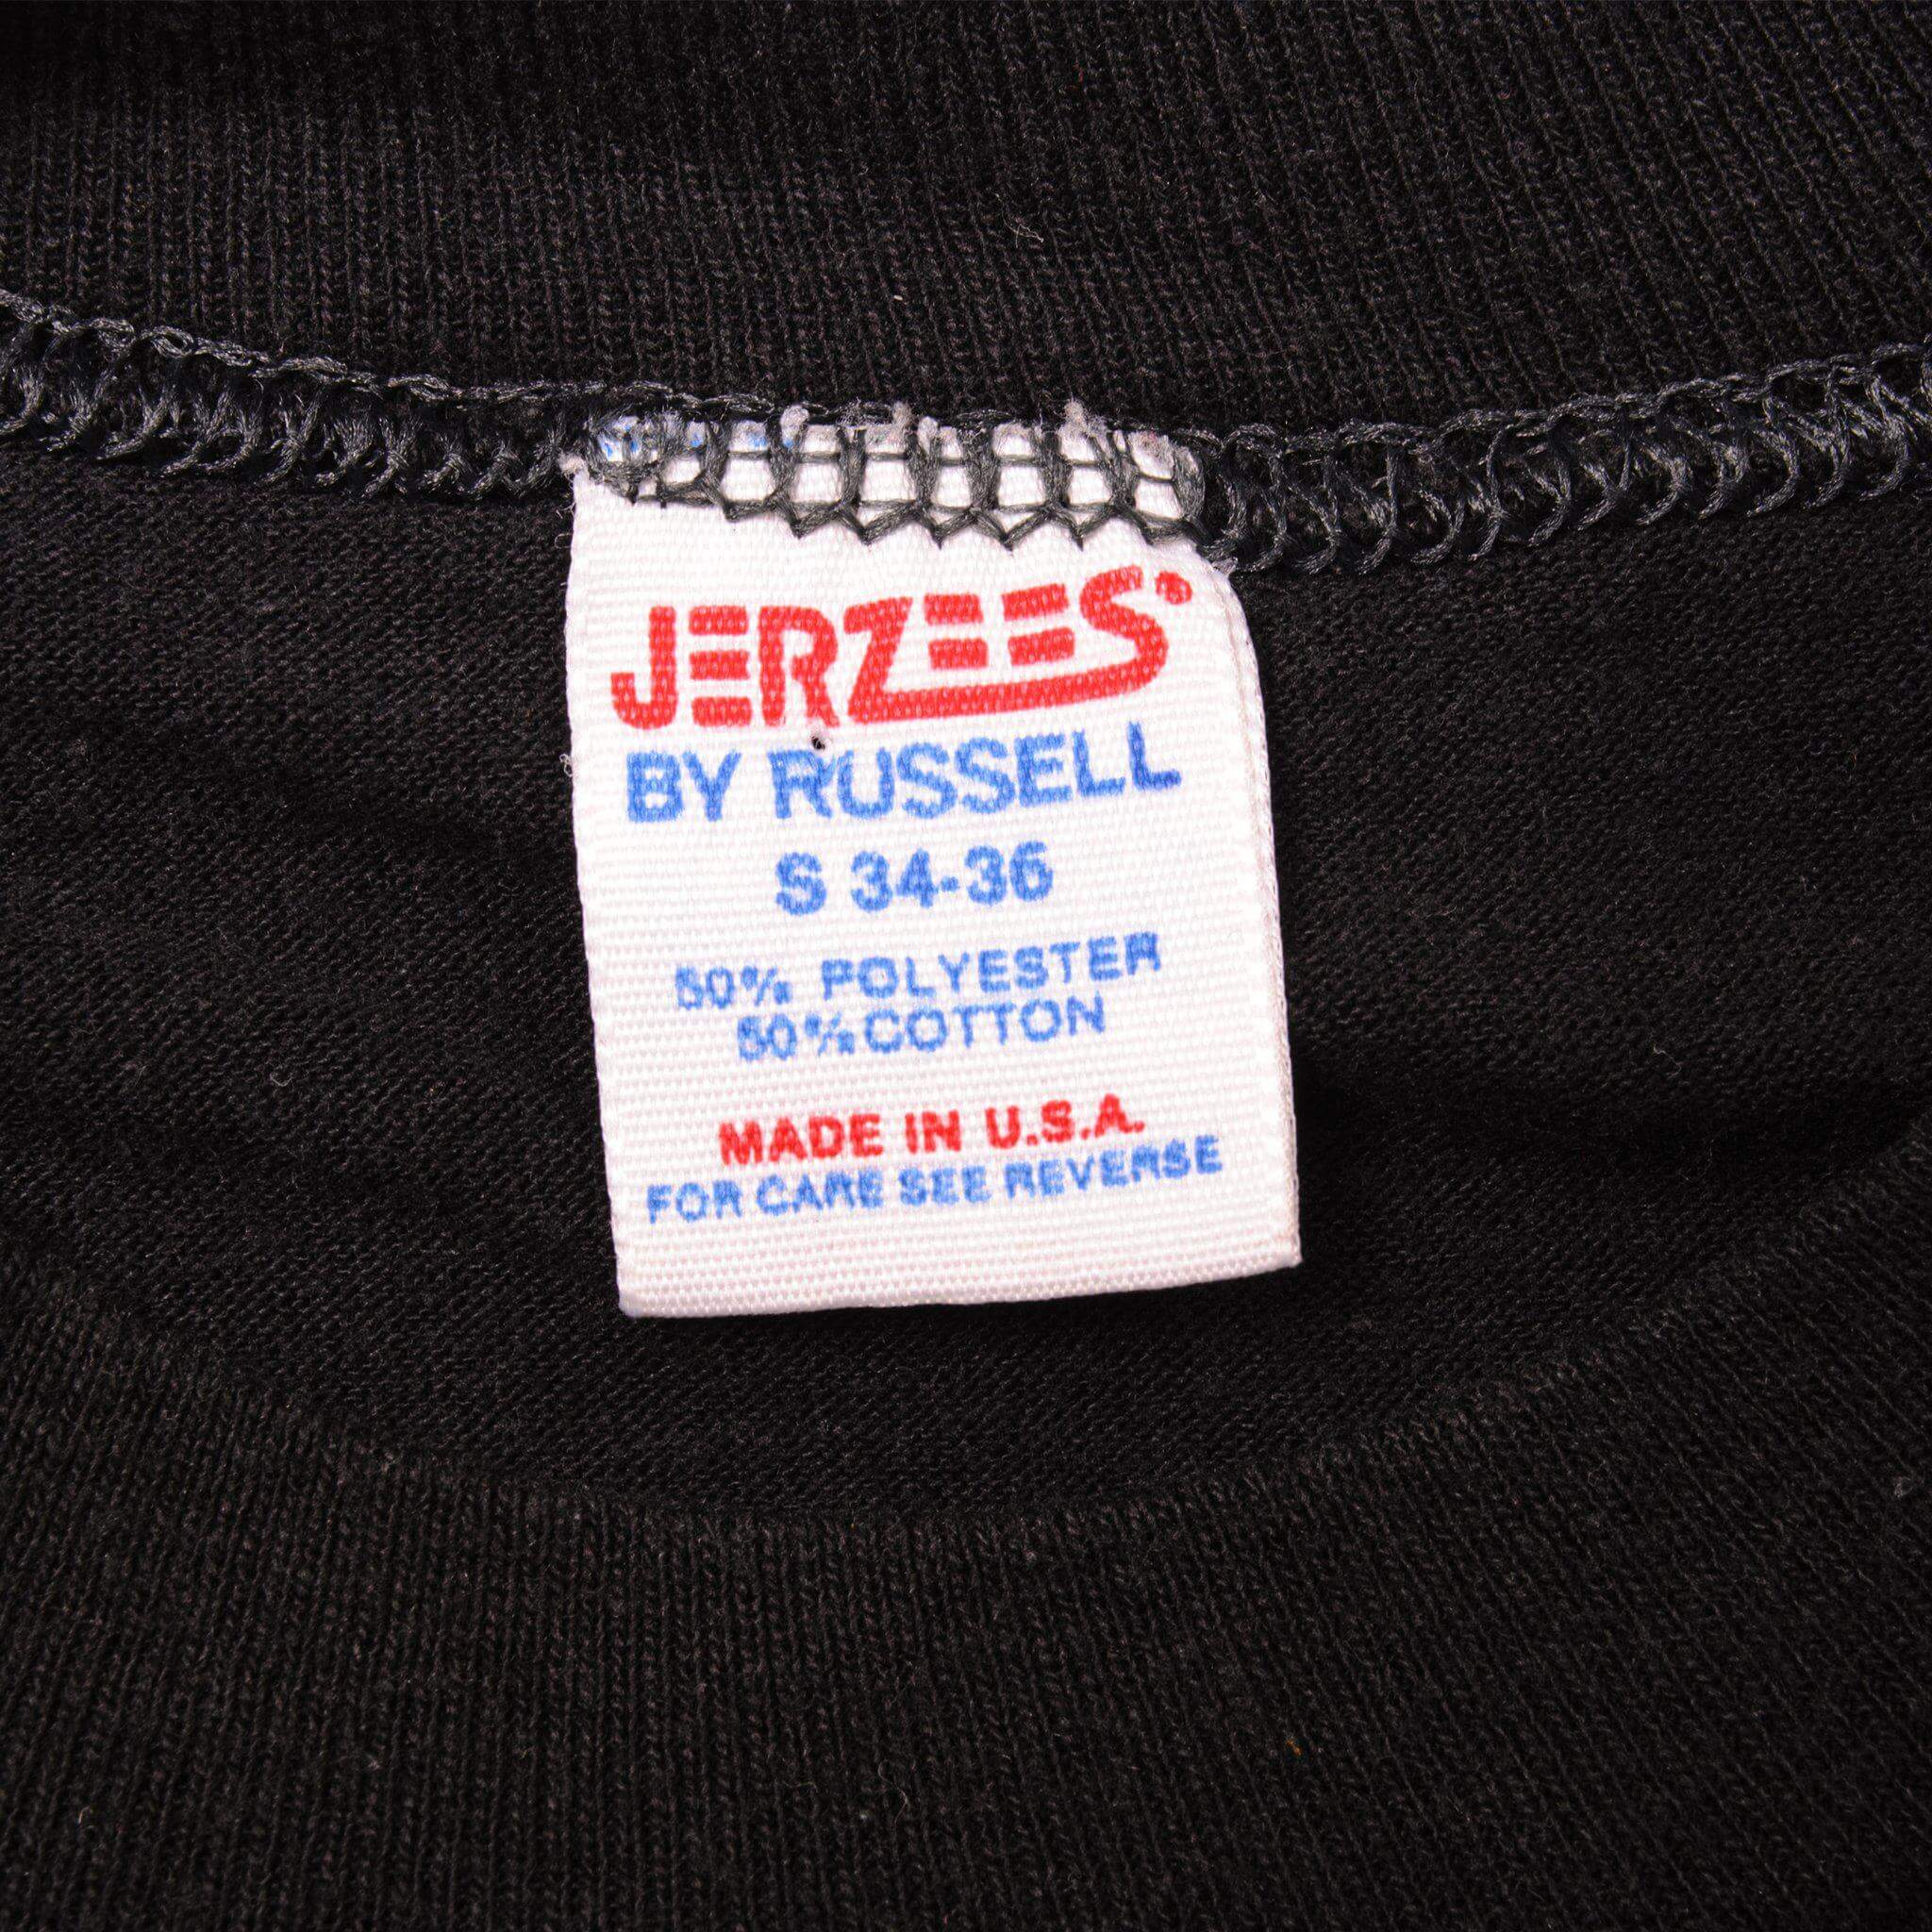 JERZEES®
BY RUSSELL
S 34-36
50% POLYESTER
50% COTTON
MADE IN U.S.A.
FOR CARE SEE REVERSE